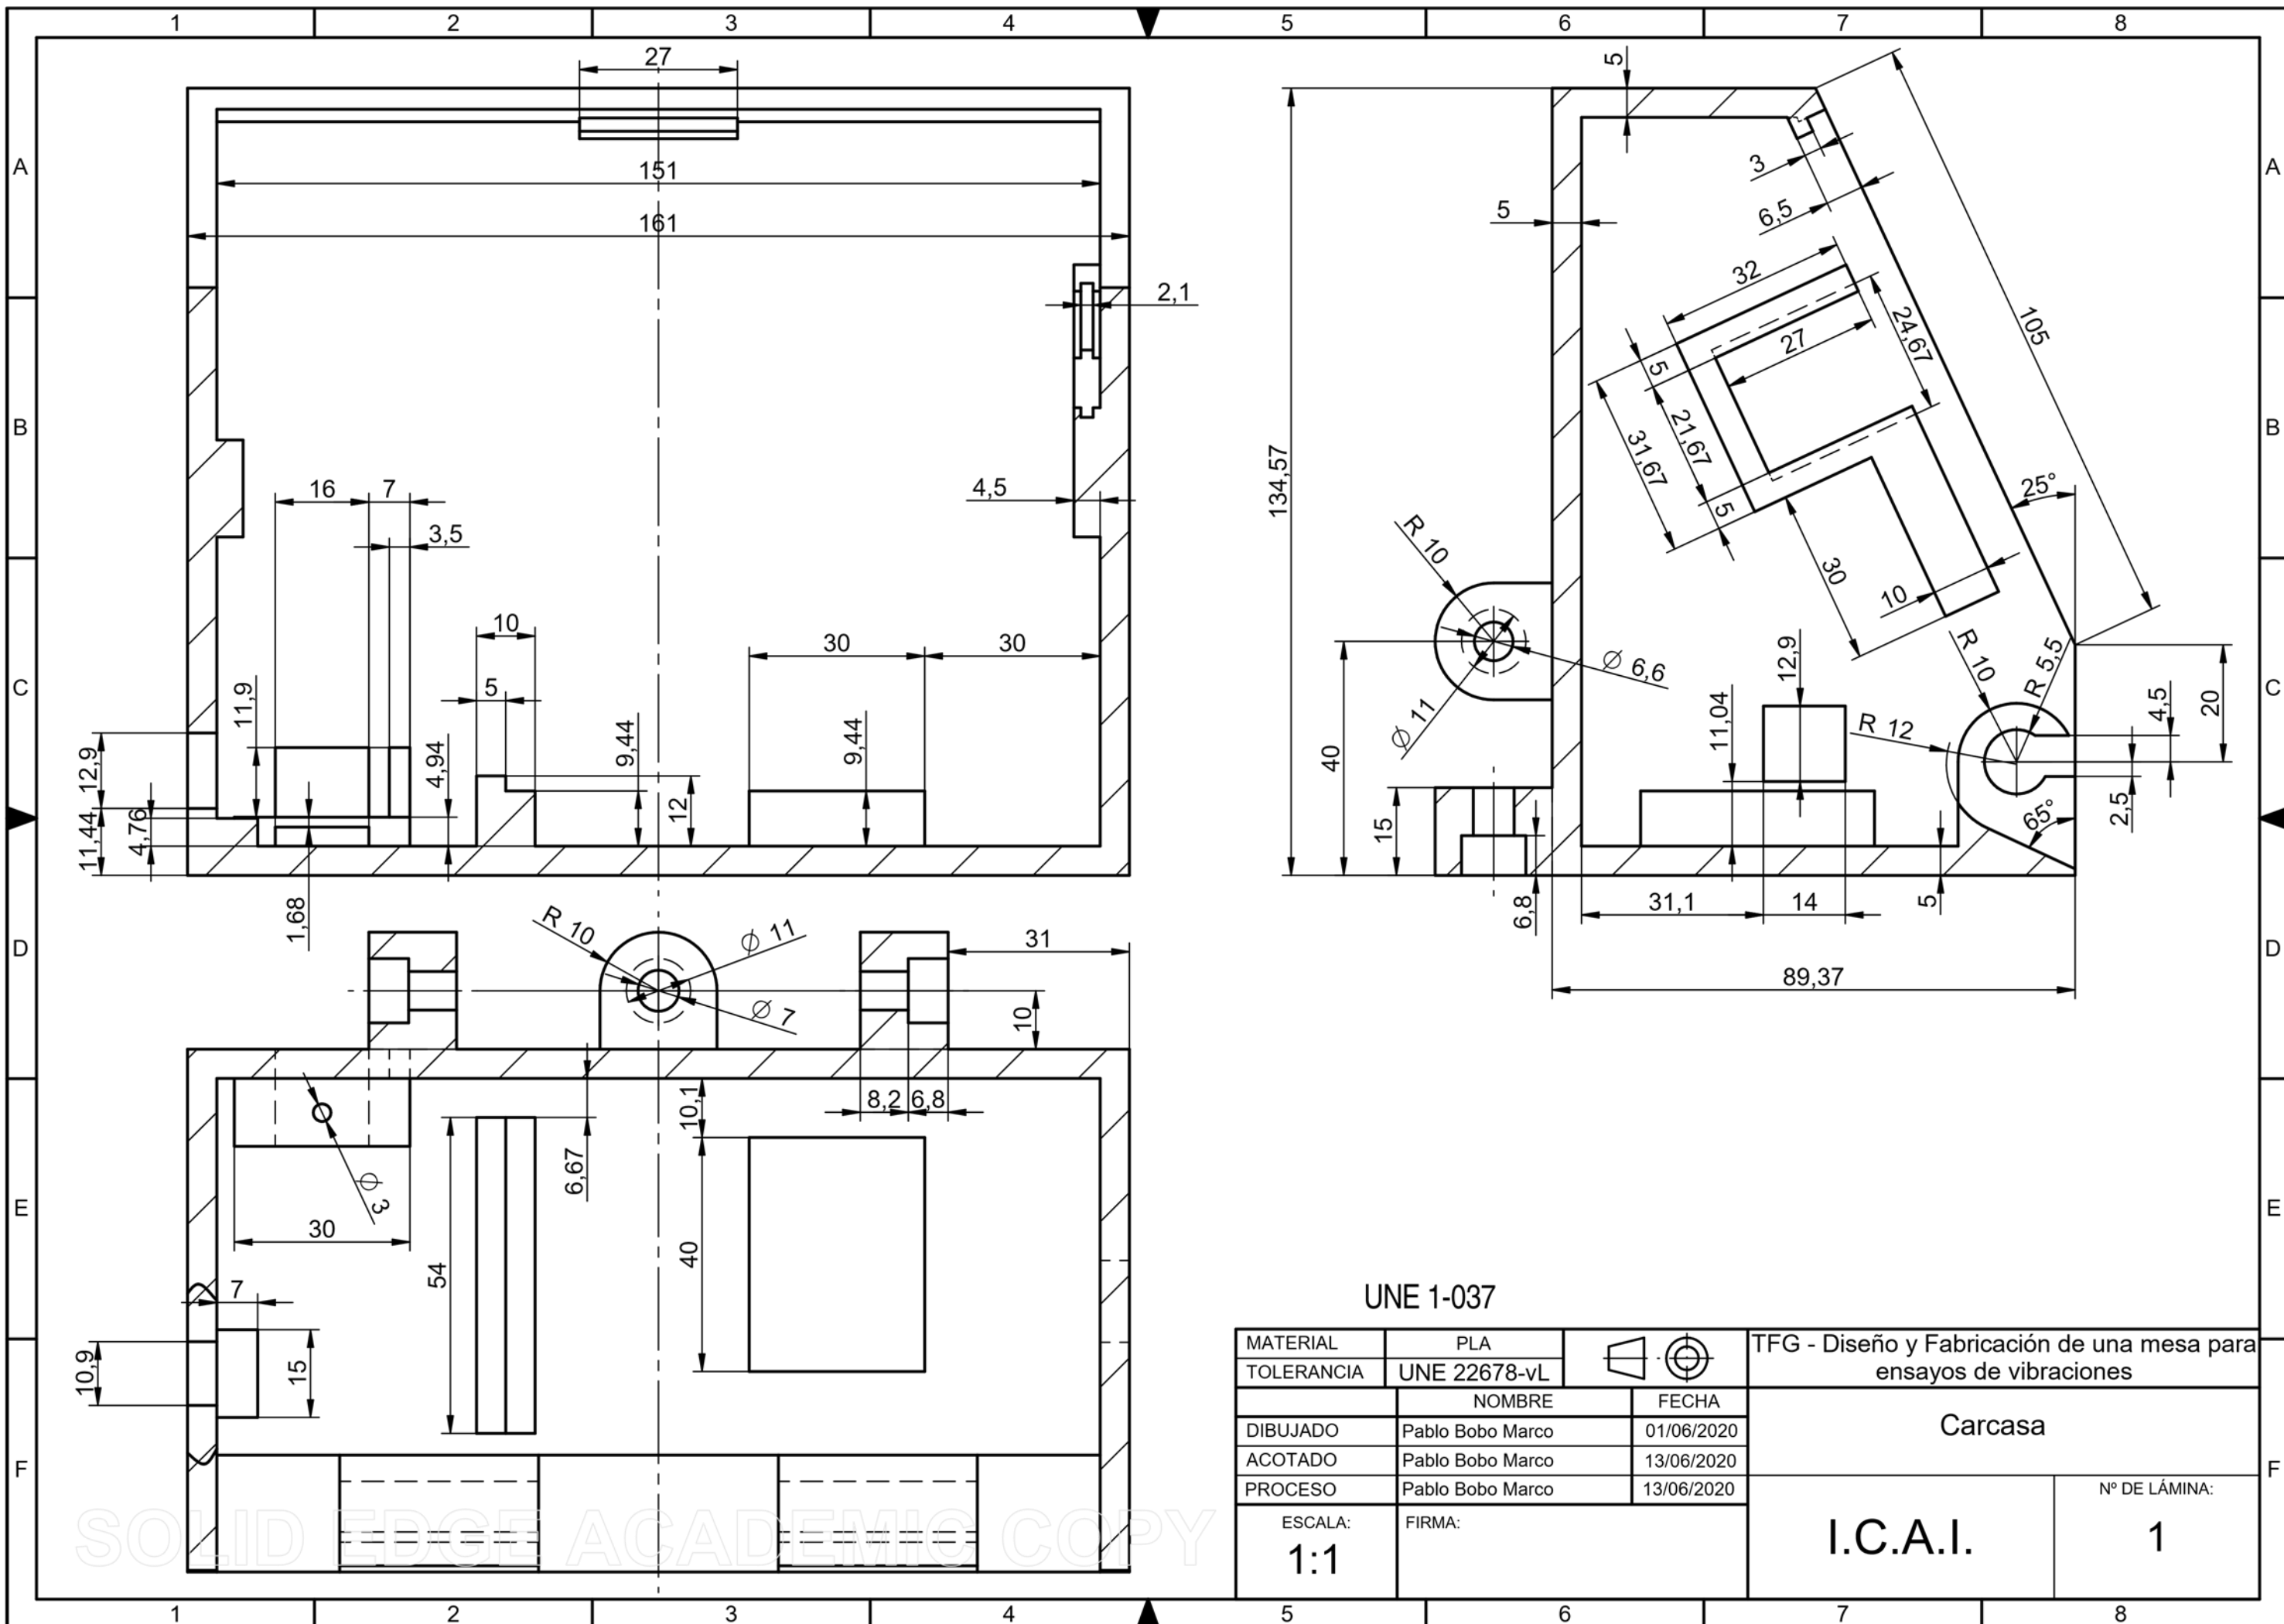 1 2 3 4 5 6 7 8
A A
B B
C C
D D
E E
F F
27
151
161
2,1
16 7
3,5
4,5
10
5
30 30
11,9
12,9
4,94
9,44
12
9,44
4,76
11,44
1,68
5
5
3
6,5
105
32
27
24,67
5
21,67
31,67
5
30
10
25°
134,57
R 10
∅ 6,6
∅ 11
40
15
6,8
12,9
11,04
R 10
R 5,5
R 12
4,5
20
2,5
65°
31,1 14
5
89,37
R 10
∅ 11
∅ 7
31
10
8,2 6,8
10,1
6,67
∅ 3
30
54
40
7
10,9
15
UNE 1-037
MATERIAL PLA
TOLERANCIA UNE 22678-vL
TFG - Diseño y Fabricación de una mesa para
ensayos de vibraciones
NOMBRE FECHA
DIBUJADO Pablo Bobo Marco 01/06/2020
ACOTADO Pablo Bobo Marco 13/06/2020
PROCESO Pablo Bobo Marco 13/06/2020
Carcasa
ESCALA:
1:1
FIRMA:
I.C.A.I.
Nº DE LÁMINA:
1
SOLID EDGE ACADEMIC COPY
1 2 3 4 5 6 7 8